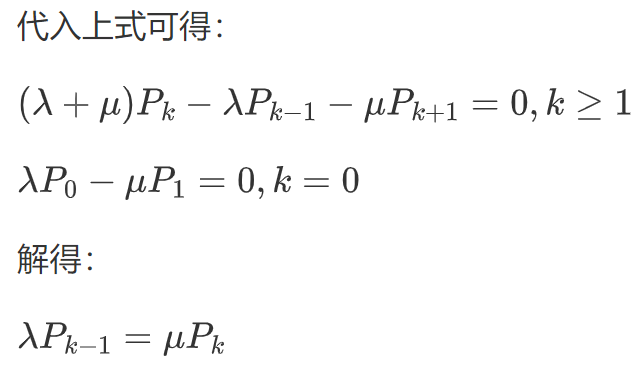 代入上式可得：
(λ + μ)P_k − λP_{k−1} − μP_{k+1} = 0, k ≥ 1
λP_0 − μP_1 = 0, k = 0
解得：
λP_{k−1} = μP_k